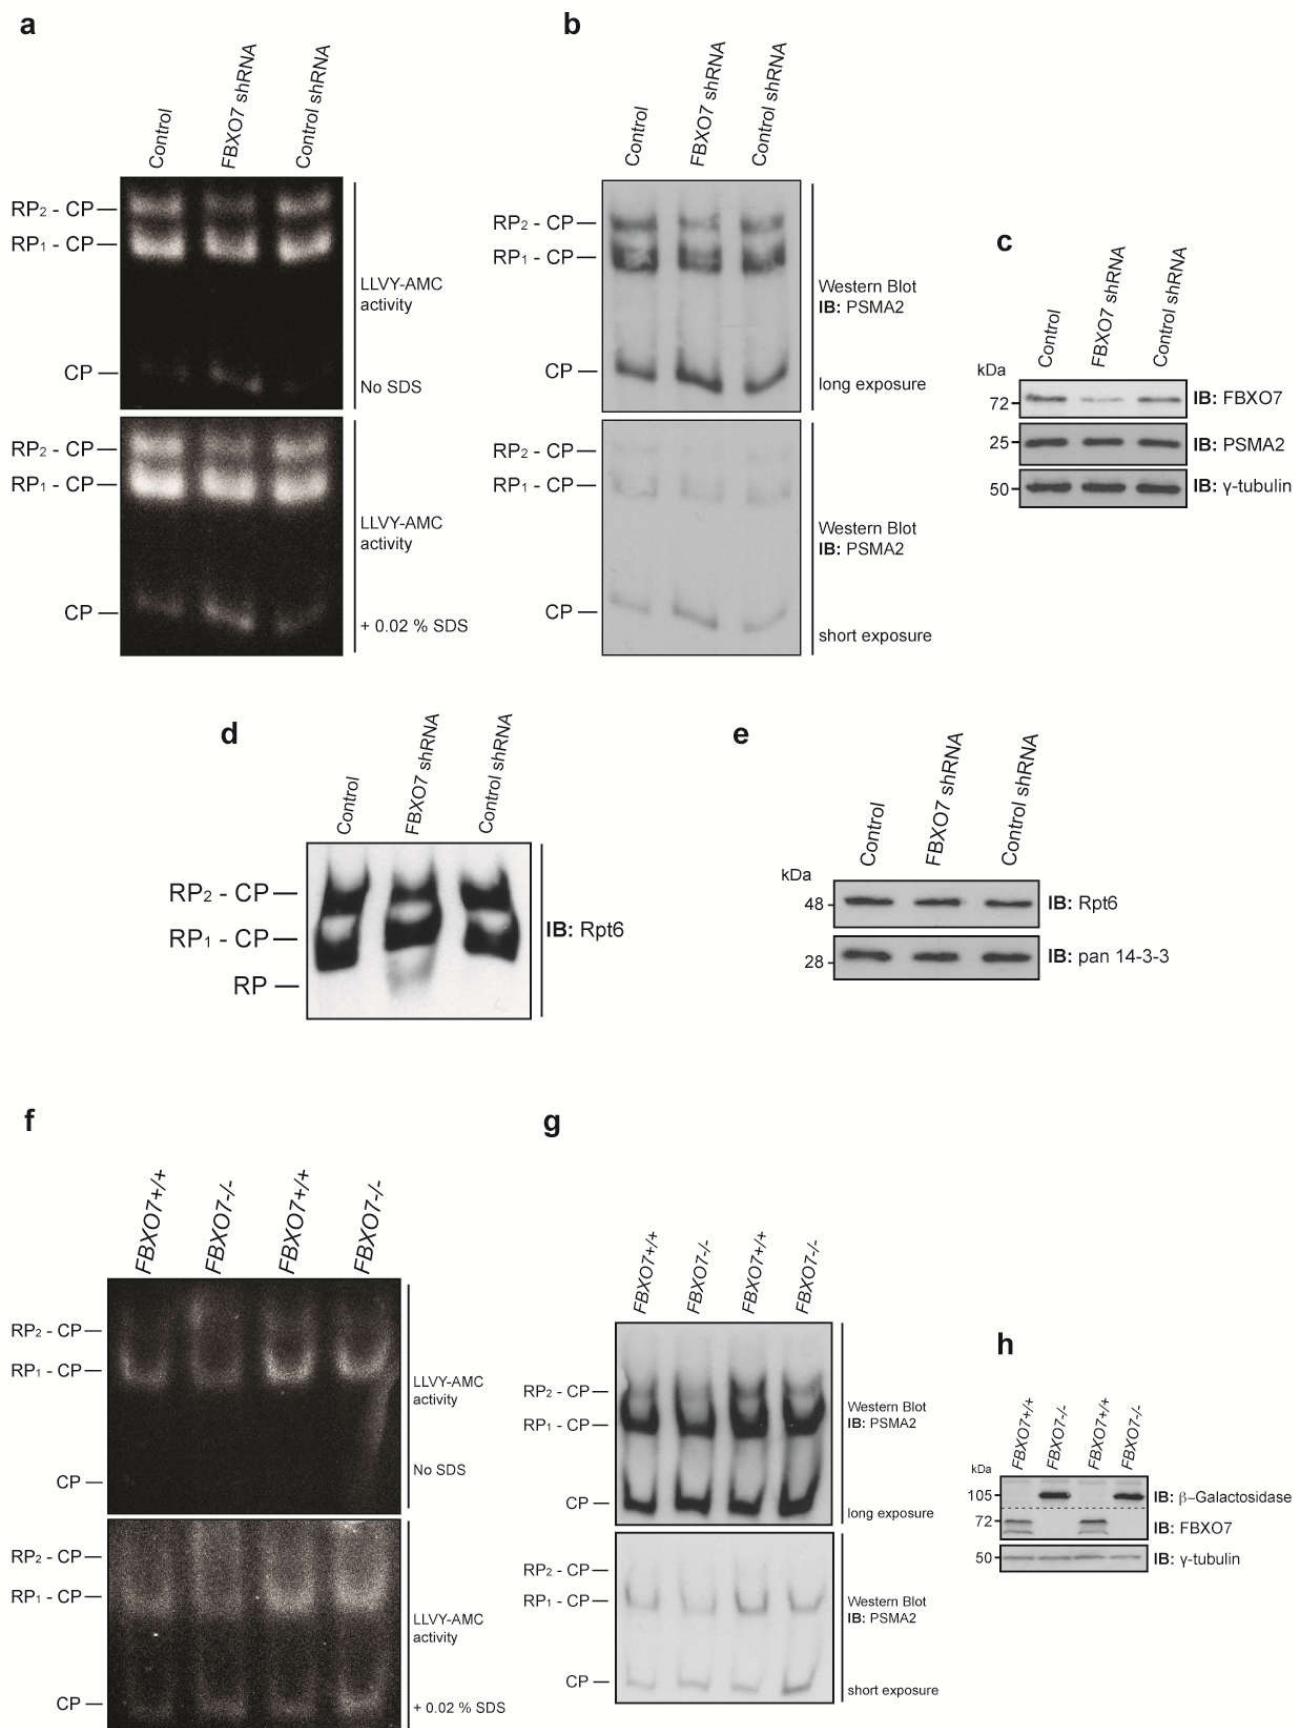 a
Control
FBXO7 shRNA
Control shRNA
RP2 - CP
RP1 - CP
CP
LLVY-AMC
activity
No SDS
RP2 - CP
RP1 - CP
CP
LLVY-AMC
activity
+ 0.02 % SDS
b
Control
FBXO7 shRNA
Control shRNA
RP2 - CP
RP1 - CP
CP
Western Blot
IB: PSMA2
long exposure
RP2 - CP
RP1 - CP
CP
Western Blot
IB: PSMA2
short exposure
c
Control
FBXO7 shRNA
Control shRNA
kDa
72
IB: FBXO7
25
IB: PSMA2
50
IB: γ-tubulin
d
Control
FBXO7 shRNA
Control shRNA
RP2 - CP
RP1 - CP
RP
IB: Rpt6
e
Control
FBXO7 shRNA
Control shRNA
kDa
48
IB: Rpt6
28
IB: pan 14-3-3
f
FBXO7+/+
FBXO7-/-
FBXO7+/+
FBXO7-/-
RP2 - CP
RP1 - CP
CP
LLVY-AMC
activity
No SDS
RP2 - CP
RP1 - CP
CP
LLVY-AMC
activity
+ 0.02 % SDS
g
FBXO7+/+
FBXO7-/-
FBXO7+/+
FBXO7-/-
RP2 - CP
RP1 - CP
CP
Western Blot
IB: PSMA2
long exposure
RP2 - CP
RP1 - CP
CP
Western Blot
IB: PSMA2
short exposure
h
FBXO7+/+
FBXO7-/-
FBXO7+/+
FBXO7-/-
kDa
105
IB: β–Galactosidase
72
IB: FBXO7
50
IB: γ-tubulin